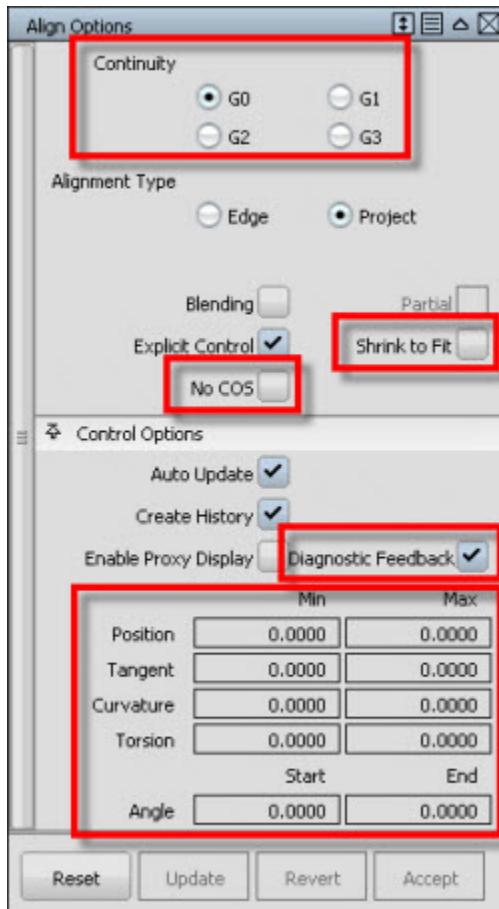 Align Options
Continuity
G0 G1
G2 G3
Alignment Type
Edge Project
Blending Partial
Explicit Control Shrink to Fit
No COS
Control Options
Auto Update
Create History
Enable Proxy Display Diagnostic Feedback
Min Max
Position 0.0000 0.0000
Tangent 0.0000 0.0000
Curvature 0.0000 0.0000
Torsion 0.0000 0.0000
Start End
Angle 0.0000 0.0000
Reset Update Revert Accept